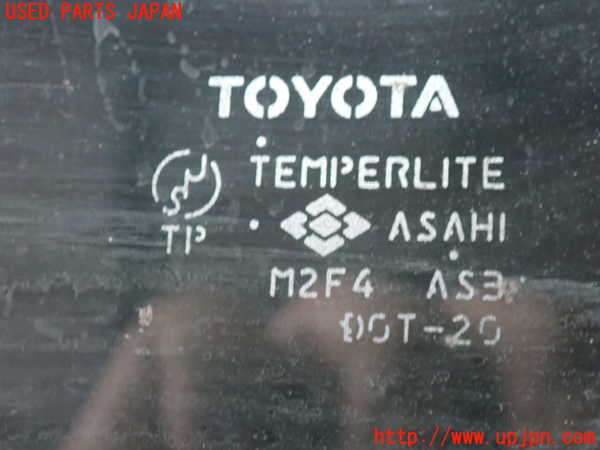 USED PARTS JAPAN
TOYOTA
TEMPERLITE
TP
ASAHI
M2F4 AS3
DOT-20
http://www.upjpn.com